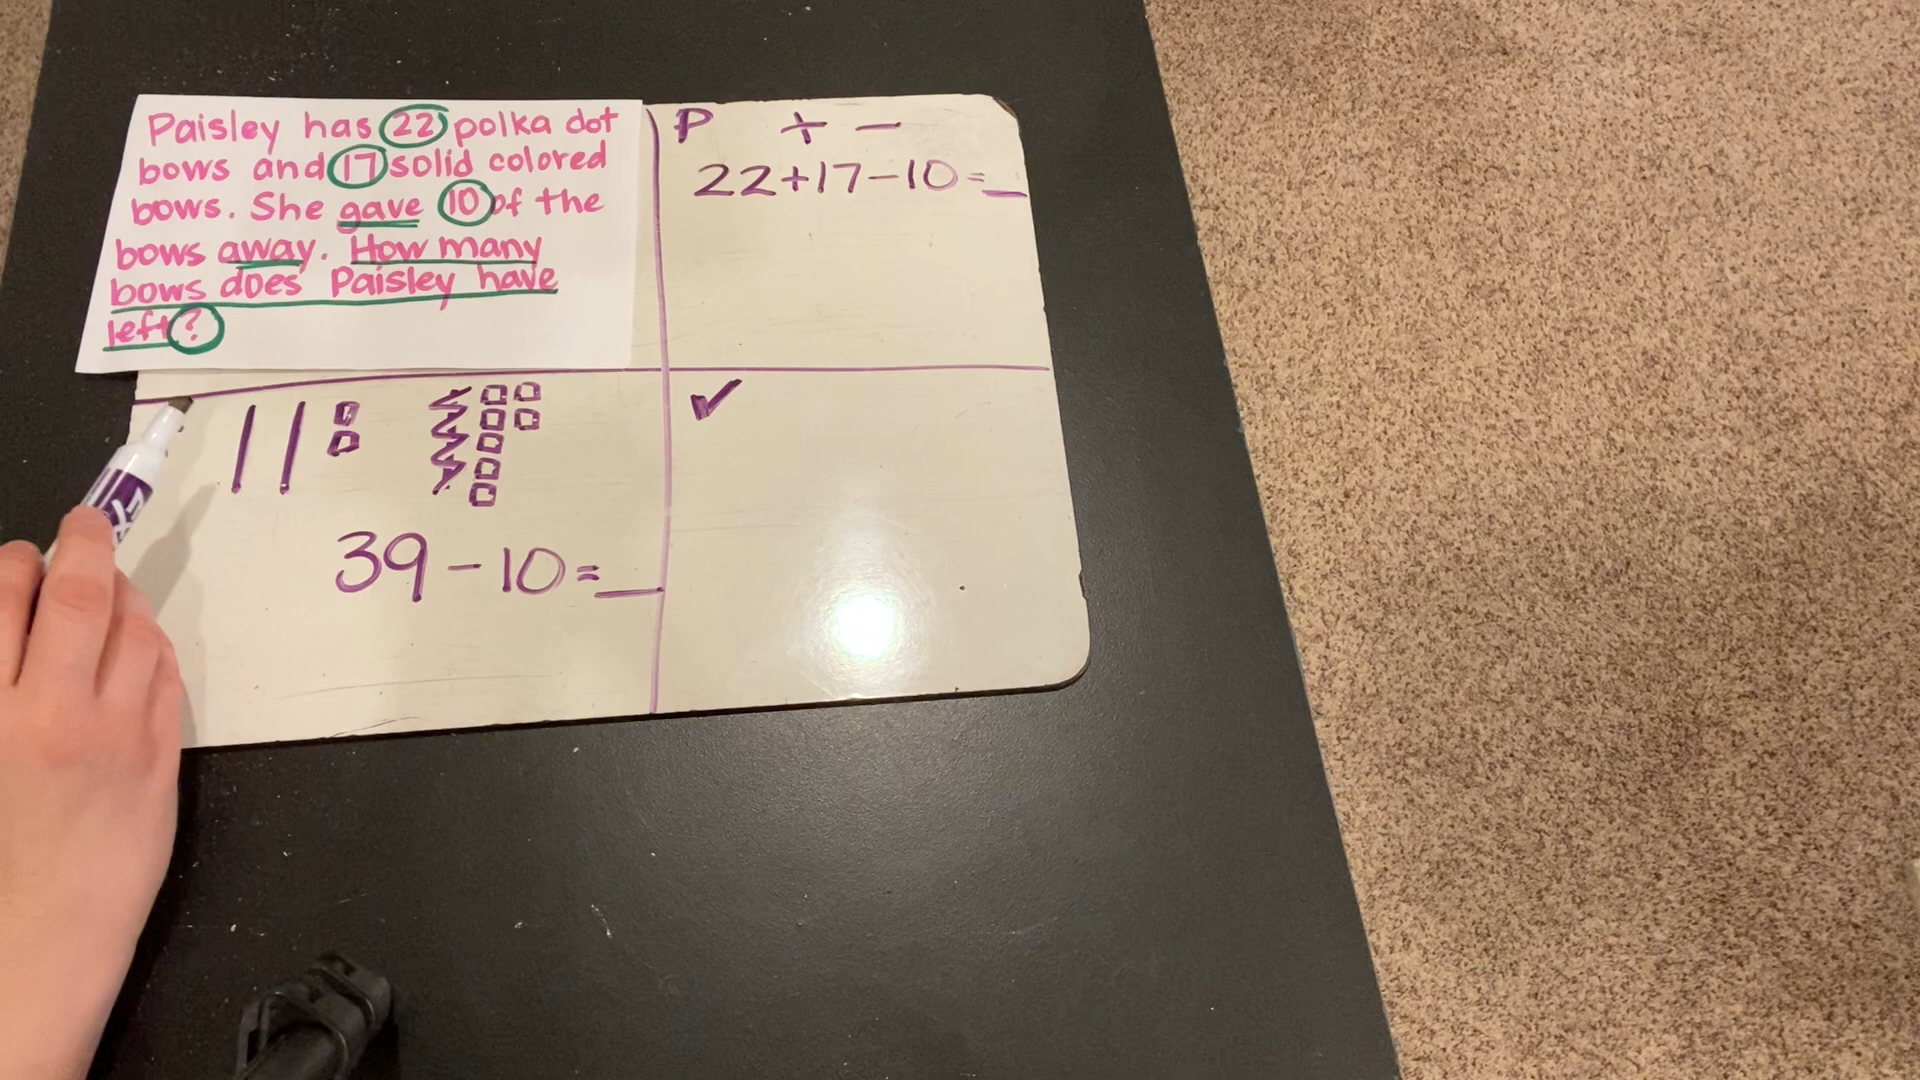 Paisley has 22 polka dot
bows and 17 solid colored
bows. She gave 10 of the
bows away. How many
bows does Paisley have
left?
P + −
22+17−10=_
✓
39−10=_